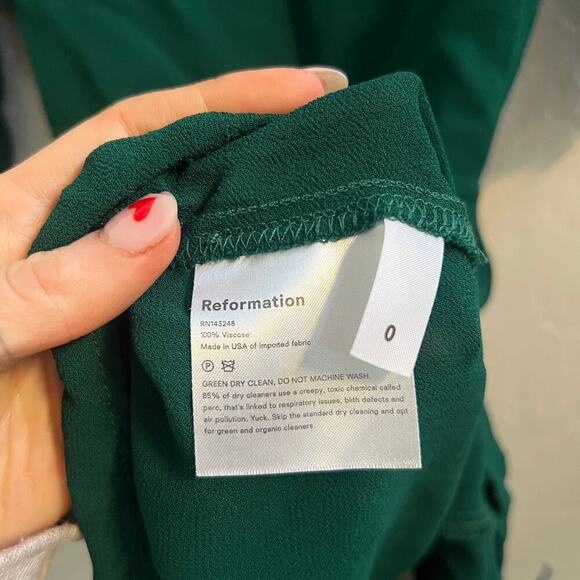 Reformation
RN143248
100% Viscose
Made in USA of imported fabric
P
GREEN DRY CLEAN, DO NOT MACHINE WASH.
85% of dry cleaners use a creepy, toxic chemical called
perc, that's linked to respiratory issues, birth defects and
air pollution. Yuck. Skip the standard dry cleaning and opt
for green and organic cleaners.
0